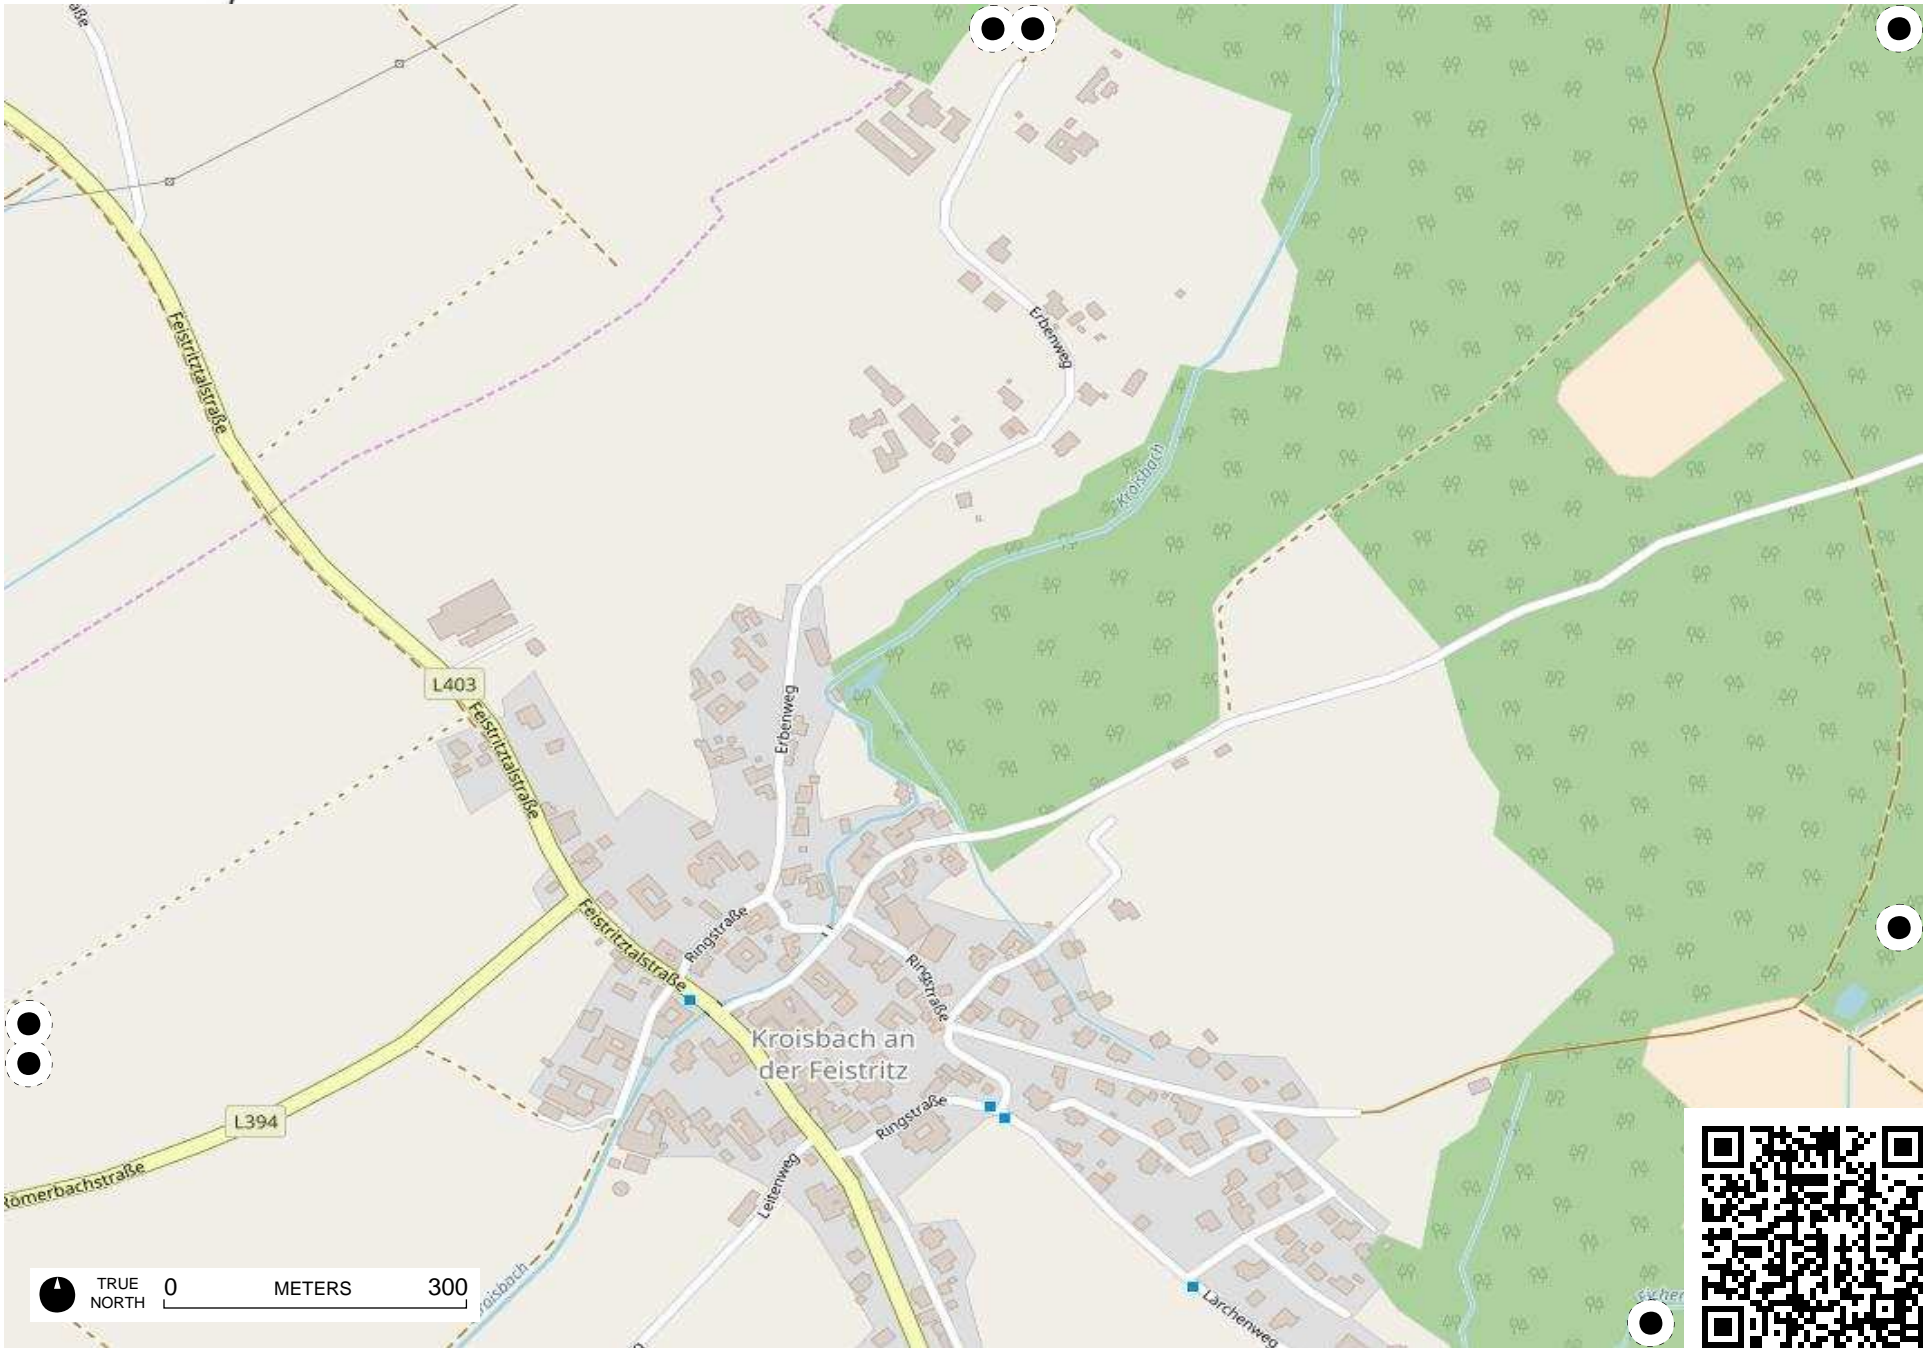 Feistritztalstraße
Erbenweg
Kroisbach
L403
Feistritztalstraße
Erbenweg
Feistritztalstraße
Ringstraße
Ringstraße
Kroisbach an
der Feistritz
Ringstraße
L394
Römerbachstraße
Leitenweg
Lärchenweg
TRUE
NORTH
0 METERS 300